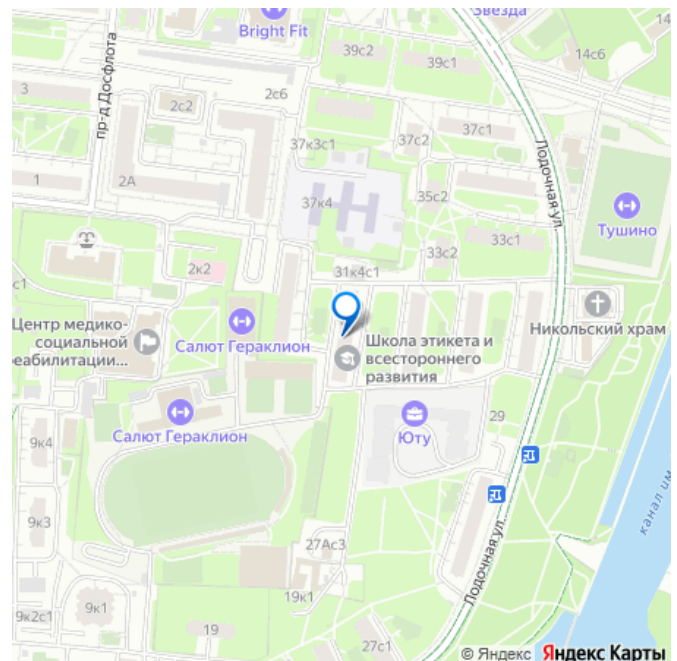 Звезда
14
Bright Fit
39с2
39с1
14с6
3
пр-д Досфлота
2с2
2с6
37с2
37с1
37к3с1
Лодочная ул.
1
2А
37к4
35с2
Тушино
33с2
33с1
2к2
с1
31к4с1
Центр медико-
социальной
реабилитации...
Салют Гераклион
Школа этикета и
всестороннего
развития
Никольский храм
Салют Гераклион
Юту
29
9к4
канал им
9к3
27Ас3
Лодочная ул.
19к1
9к2с1
9к1
19
27с1
© Яндекс Яндекс Карты